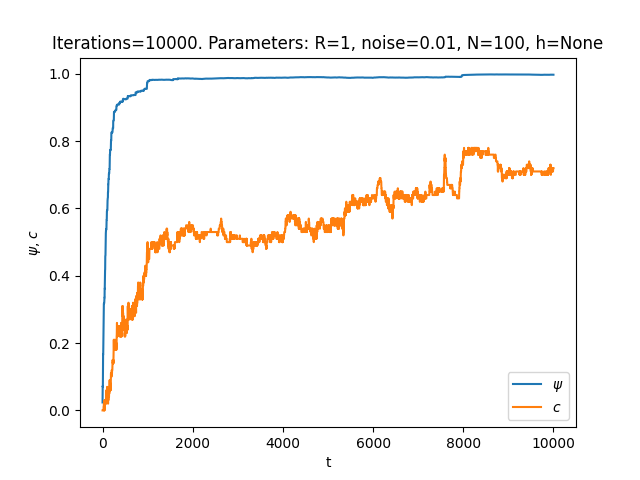 Iterations=10000. Parameters: R=1, noise=0.01, N=100, h=None
1.0
0.8
0.6
0.4
0.2
0.0
ψ, c
0 2000 4000 6000 8000 10000
t
ψ
c